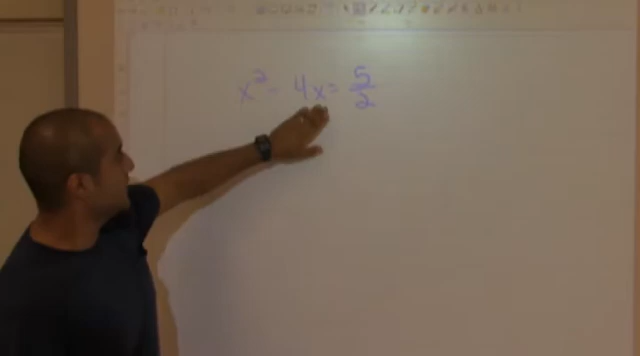 x² - 4x = 5/2